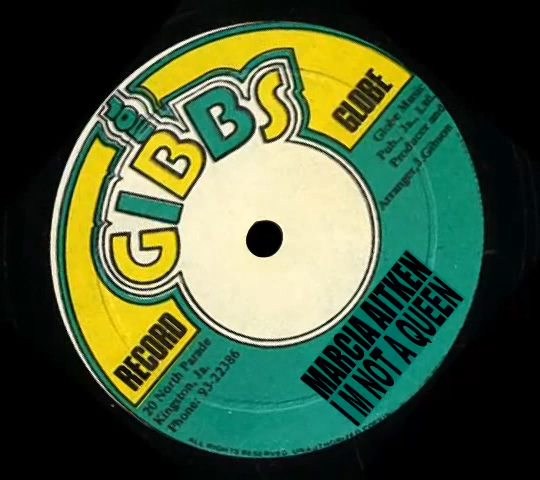 JOE
GIBBS
RECORD
GLOBE
Globe Music
Pub., Ja., Ltd.
Producer and
Arranger J. Gibson
20 North Parade
Kingston, Ja.
Phone: 93-22386
MARCIA AITKEN
I M NOT A QUEEN
ALL RIGHTS RESERVED